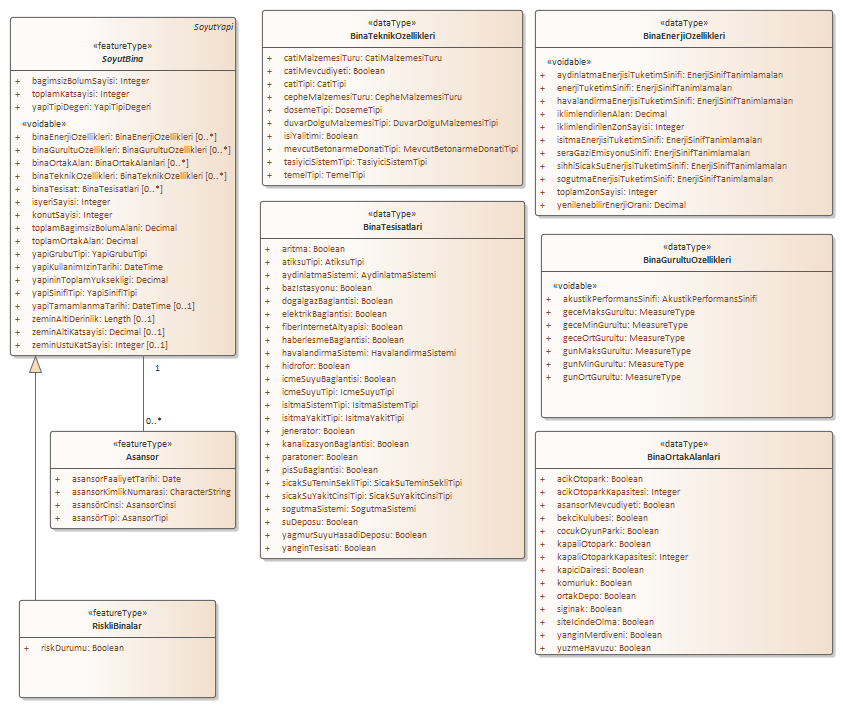 SoyutYapi
«featureType»
SoyutBina
+ bagimsizBolumSayisi: Integer
+ toplamKatsayisi: Integer
+ yapiTipiDegeri: YapiTipiDegeri
«voidable»
+ binaEnerjiOzellikleri: BinaEnerjiOzellikleri [0..*]
+ binaGurultuOzellikleri: BinaGurultuOzellikleri [0..*]
+ binaOrtakAlan: BinaOrtakAlanlari [0..*]
+ binaTeknikOzellikleri: BinaTeknikOzellikleri [0..*]
+ binaTesisat: BinaTesisatlari [0..*]
+ isyeriSayisi: Integer
+ konutSayisi: Integer
+ toplamBagimsizBolumAlani: Decimal
+ toplamOrtakAlan: Decimal
+ yapiGrubuTipi: YapiGrubuTipi
+ yapiKullanimIzinTarihi: DateTime
+ yapininToplamYuksekligi: Decimal
+ yapiSinifiTipi: YapiSinifiTipi
+ yapiTamamlanmaTarihi: DateTime [0..1]
+ zeminAltiDerinlik: Length [0..1]
+ zeminAltiKatsayisi: Decimal [0..1]
+ zeminUstuKatSayisi: Integer [0..1]
1
0..*
«featureType»
Asansor
+ asansorFaaliyetTarihi: Date
+ asansorKimlikNumarasi: CharacterString
+ asansörCinsi: AsansorCinsi
+ asansörTipi: AsansorTipi
«featureType»
RiskliBinalar
+ riskDurumu: Boolean
«dataType»
BinaTeknikOzellikleri
+ catiMalzemesiTuru: CatiMalzemesiTuru
+ catiMevcudiyeti: Boolean
+ catiTipi: CatiTipi
+ cepheMalzemesiTuru: CepheMalzemesiTuru
+ dosemeTipi: DosemeTipi
+ duvarDolguMalzemesiTipi: DuvarDolguMalzemesiTipi
+ isiYalitimi: Boolean
+ mevcutBetonarmeDonatiTipi: MevcutBetonarmeDonatiTipi
+ tasiyiciSistemTipi: TasiyiciSistemTipi
+ temelTipi: TemelTipi
«dataType»
BinaTesisatlari
+ aritma: Boolean
+ atiksuTipi: AtiksuTipi
+ aydinlatmaSistemi: AydinlatmaSistemi
+ bazIstasyonu: Boolean
+ dogalgazBaglantisi: Boolean
+ elektrikBaglantisi: Boolean
+ fiberInternetAltyapisi: Boolean
+ haberlesmeBaglantisi: Boolean
+ havalandirmaSistemi: HavalandirmaSistemi
+ hidrofor: Boolean
+ icmeSuyuBaglantisi: Boolean
+ icmeSuyuTipi: IcmeSuyuTipi
+ isitmaSistemTipi: IsitmaSistemTipi
+ isitmaYakitTipi: IsitmaYakitTipi
+ jenerator: Boolean
+ kanalizasyonBaglantisi: Boolean
+ paratoner: Boolean
+ pisSuBaglantisi: Boolean
+ sicakSuTeminSekliTipi: SicakSuTeminSekliTipi
+ sicakSuYakitCinsiTipi: SicakSuYakitCinsiTipi
+ sogutmaSistemi: SogutmaSistemi
+ suDeposu: Boolean
+ yagmurSuyuHasadiDeposu: Boolean
+ yanginTesisati: Boolean
«dataType»
BinaEnerjiOzellikleri
«voidable»
+ aydinlatmaEnerjisiTuketimSinifi: EnerjiSinifTanimlamaları
+ enerjiTuketimSinifi: EnerjiSinifTanimlamaları
+ havalandirmaEnerjisiTuketimSinifi: EnerjiSinifTanimlamaları
+ iklimlendirilenAlan: Decimal
+ iklimlendirilenZonSayisi: Integer
+ isitmaEnerjisiTuketimSinifi: EnerjiSinifTanimlamaları
+ seraGaziEmisyonuSinifi: EnerjiSinifTanimlamaları
+ sihhiSicakSuEnerjisiTuketimSinifi: EnerjiSinifTanimlamaları
+ sogutmaEnerjisiTuketimSinifi: EnerjiSinifTanimlamaları
+ toplamZonSayisi: Integer
+ yenilenebilirEnerjiOrani: Decimal
«dataType»
BinaGurultuOzellikleri
«voidable»
+ akustikPerformansSinifi: AkustikPerformansSinifi
+ geceMaksGurultu: MeasureType
+ geceMinGurultu: MeasureType
+ geceOrtGurultu: MeasureType
+ gunMaksGurultu: MeasureType
+ gunMinGurultu: MeasureType
+ gunOrtGurultu: MeasureType
«dataType»
BinaOrtakAlanlari
+ acikOtopark: Boolean
+ acikOtoparkKapasitesi: Integer
+ asansorMevcudiyeti: Boolean
+ bekciKulubesi: Boolean
+ cocukOyunParki: Boolean
+ kapaliOtopark: Boolean
+ kapaliOtoparkKapasitesi: Integer
+ kapiciDairesi: Boolean
+ komurluk: Boolean
+ ortakDepo: Boolean
+ siginak: Boolean
+ siteIcindeOlma: Boolean
+ yanginMerdiveni: Boolean
+ yuzmeHavuzu: Boolean